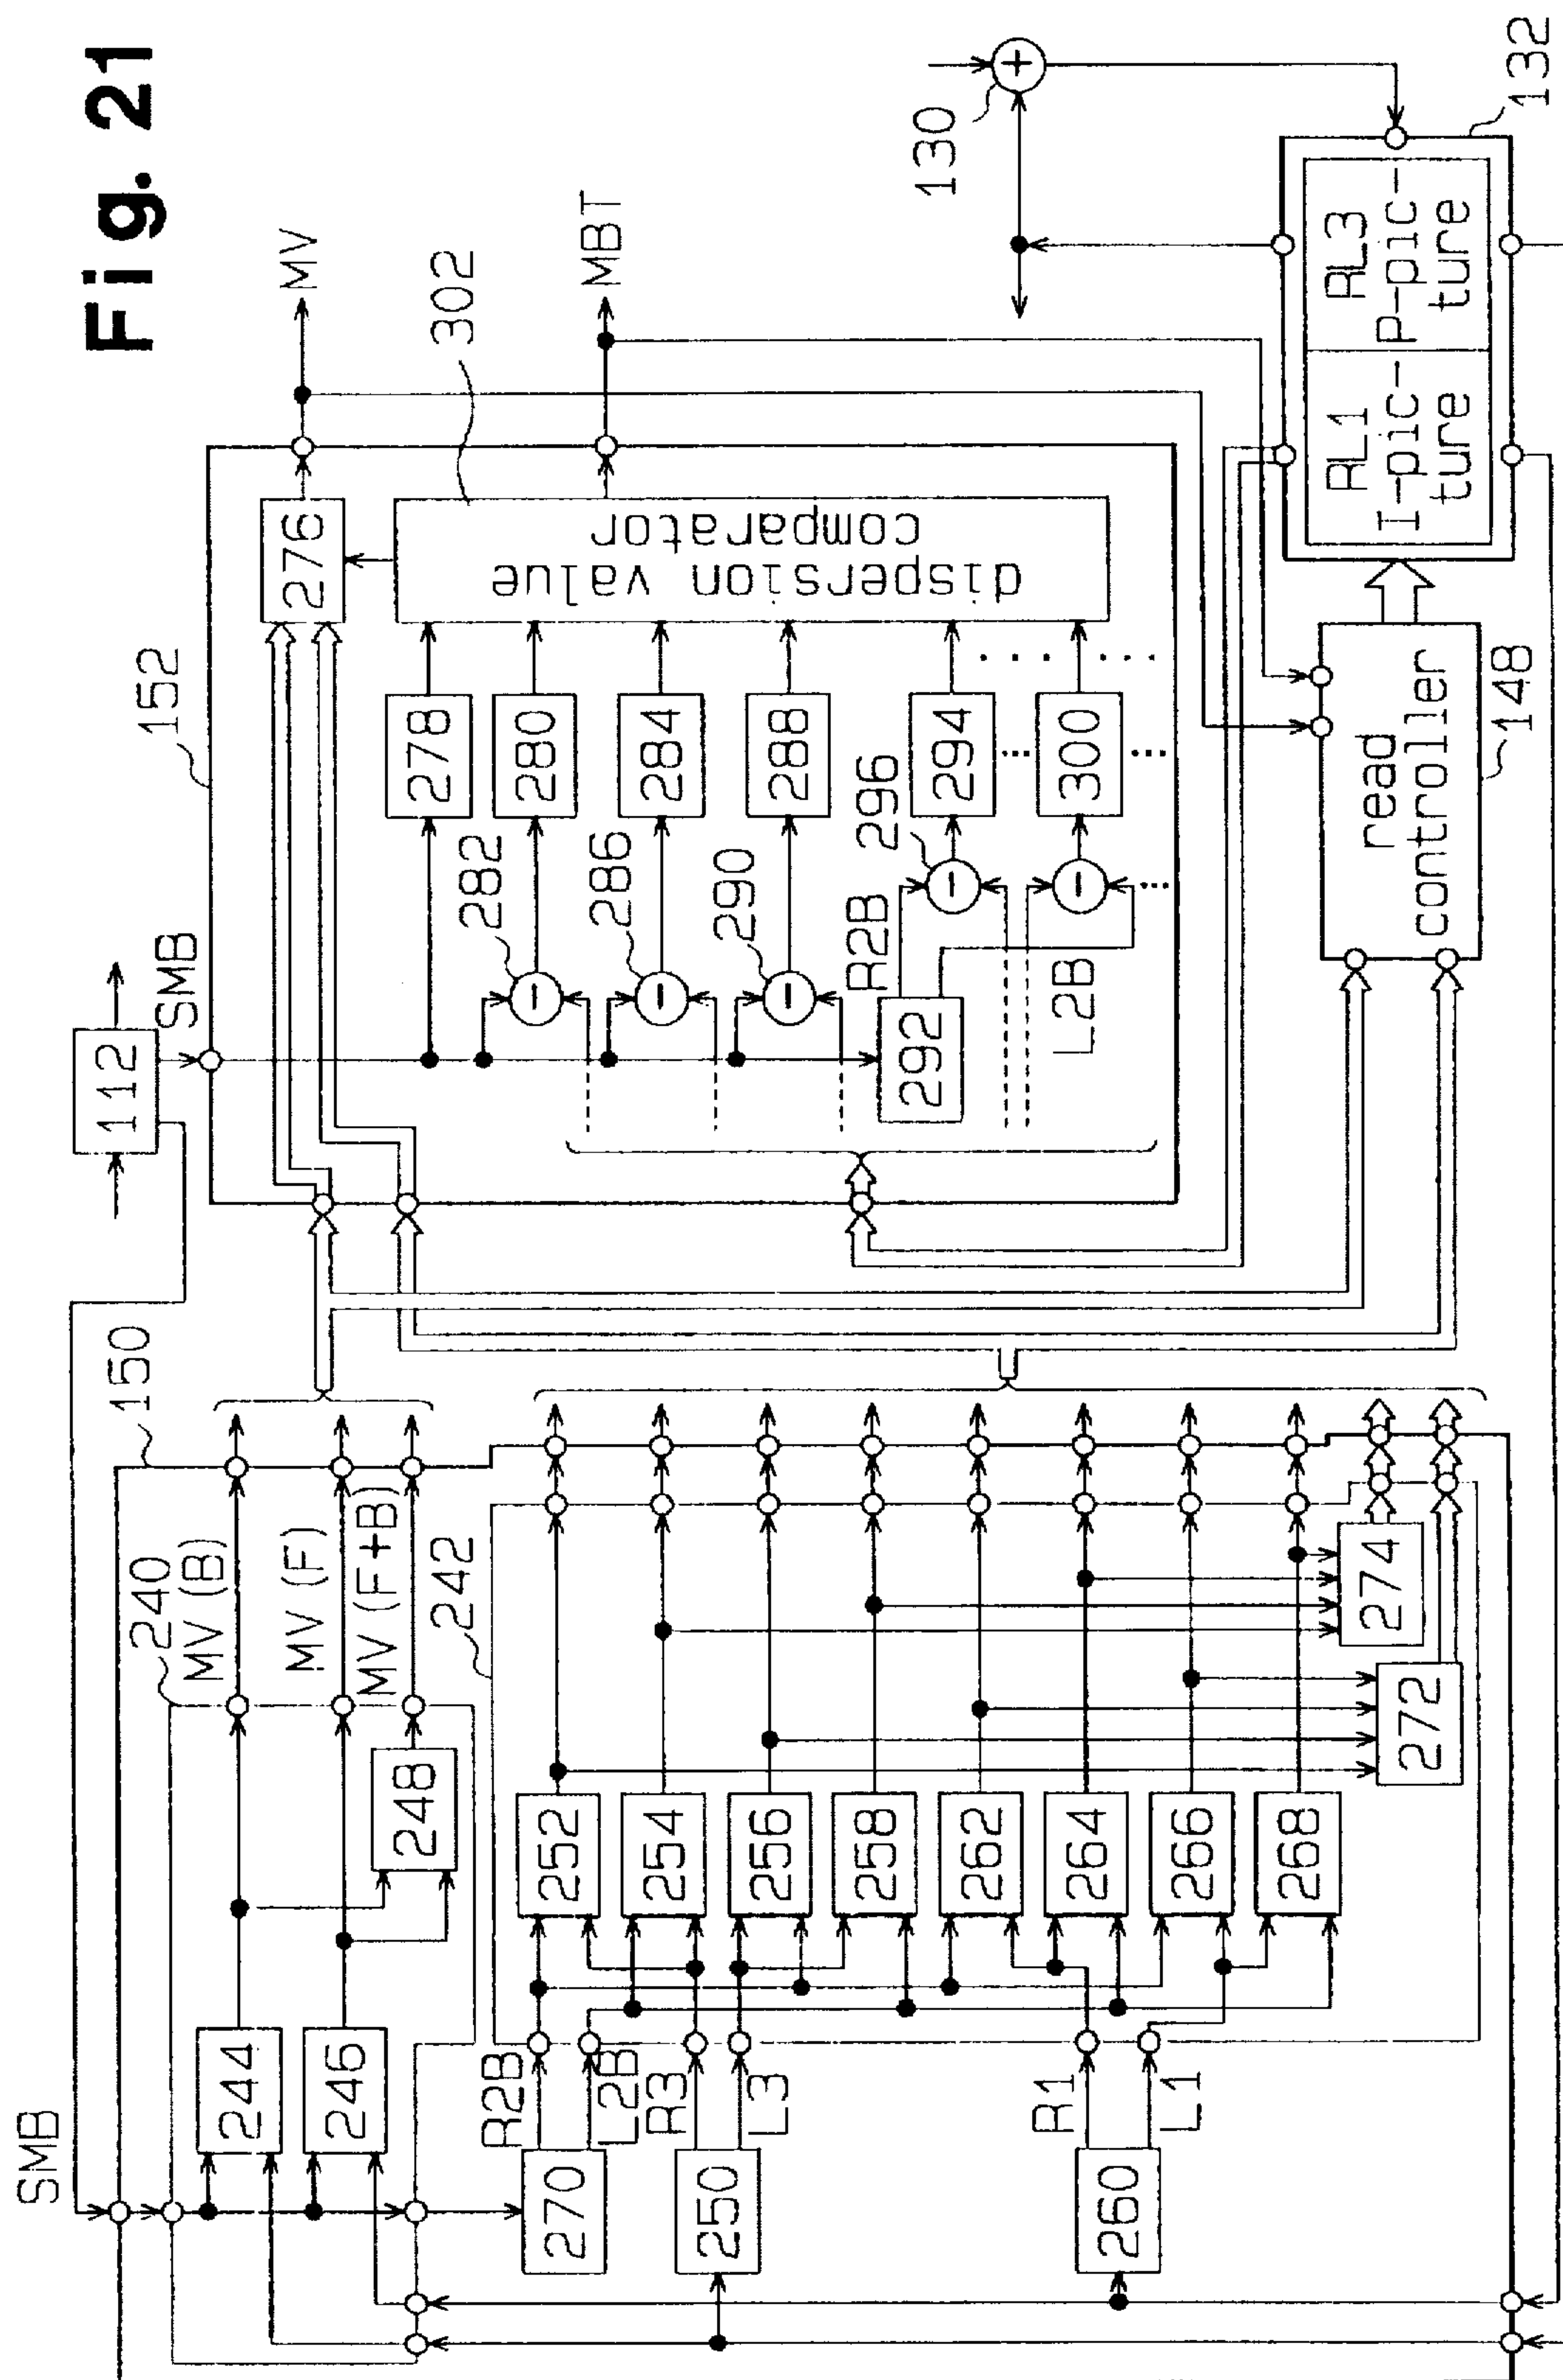 Fig. 21
SMB
112
SMB
150
152
240
MV (B)
MV (F)
MV (F+B)
242
244
246
248
270
R2B
L2B
250
R3
L3
260
R1
L1
252
254
256
258
262
264
266
268
272
274
276
MV
302
MBT
dispersion value
comparator
278
280
282
284
286
288
290
292
R2B
L2B
294
296
300
read
controller
148
130
132
RL1
I-pic-
ture
RL3
P-pic-
ture